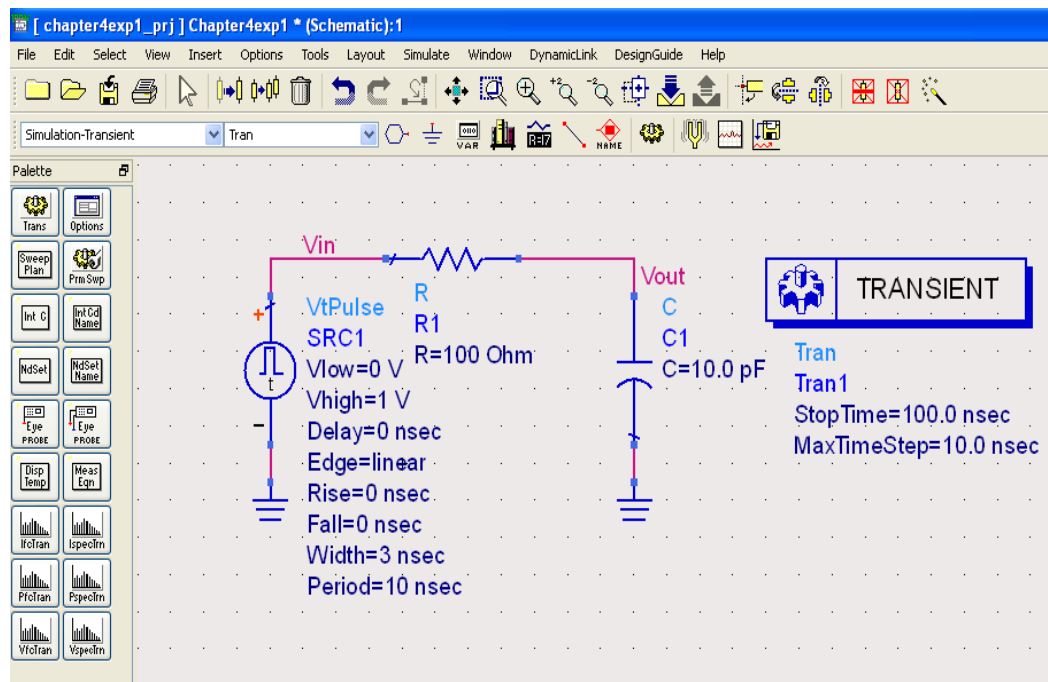 [ chapter4exp1_prj ] Chapter4exp1 * (Schematic):1
File Edit Select View Insert Options Tools Layout Simulate Window DynamicLink DesignGuide Help
+2 -2
Simulation-Transient Tran VAR NAME
Palette
Trans Options
Sweep Plan PrmSwp
Int C Int Cd Name
NdSet NdSet Name
Eye PROBE Eye PROBE
Disp Temp Meas Eqn
IfcTran IspecTrn
PfcTran PspecTrn
VfcTran VspecTrn
Vin
+
t
-
VtPulse
SRC1
Vlow=0 V
Vhigh=1 V
Delay=0 nsec
Edge=linear
Rise=0 nsec
Fall=0 nsec
Width=3 nsec
Period=10 nsec
R
R1
R=100 Ohm
Vout
C
C1
C=10.0 pF
TRANSIENT
Tran
Tran1
StopTime=100.0 nsec
MaxTimeStep=10.0 nsec